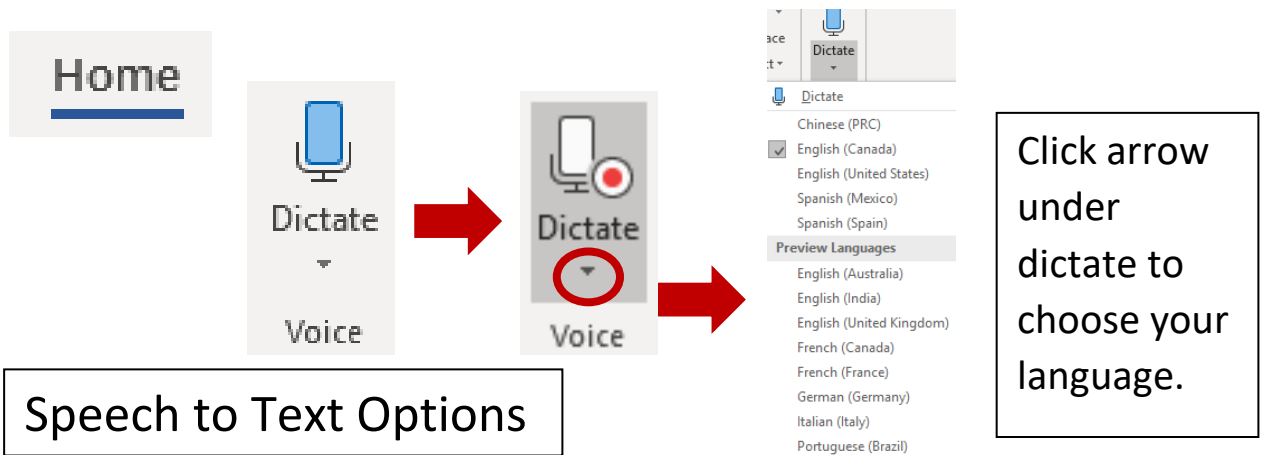 Home
Dictate
Voice
Dictate
Voice
Dictate
Dictate
Chinese (PRC)
English (Canada)
English (United States)
Spanish (Mexico)
Spanish (Spain)
Preview Languages
English (Australia)
English (India)
English (United Kingdom)
French (Canada)
French (France)
German (Germany)
Italian (Italy)
Portuguese (Brazil)
Click arrow
under
dictate to
choose your
language.
Speech to Text Options